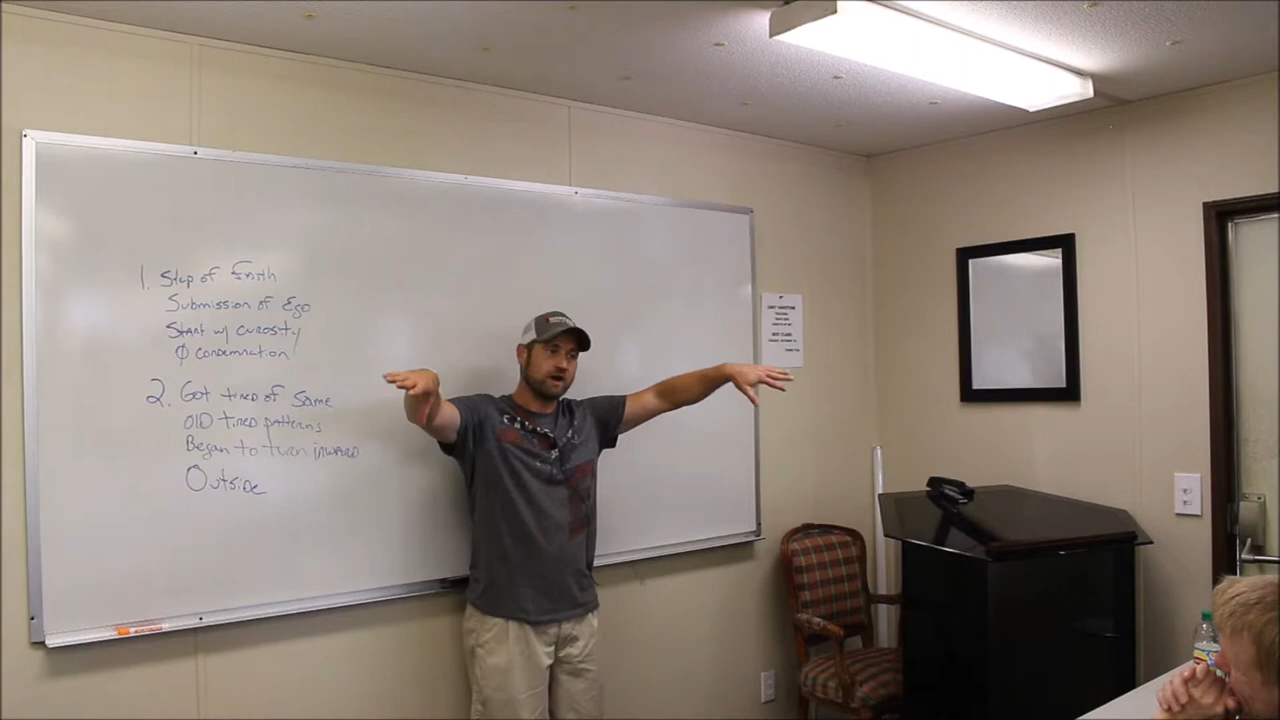 1. Step of Faith
Submission of Ego
Start w/ curosity
Ø condemnation
2. Got tired of same
OLD tired patterns
Began to turn inward
Outside